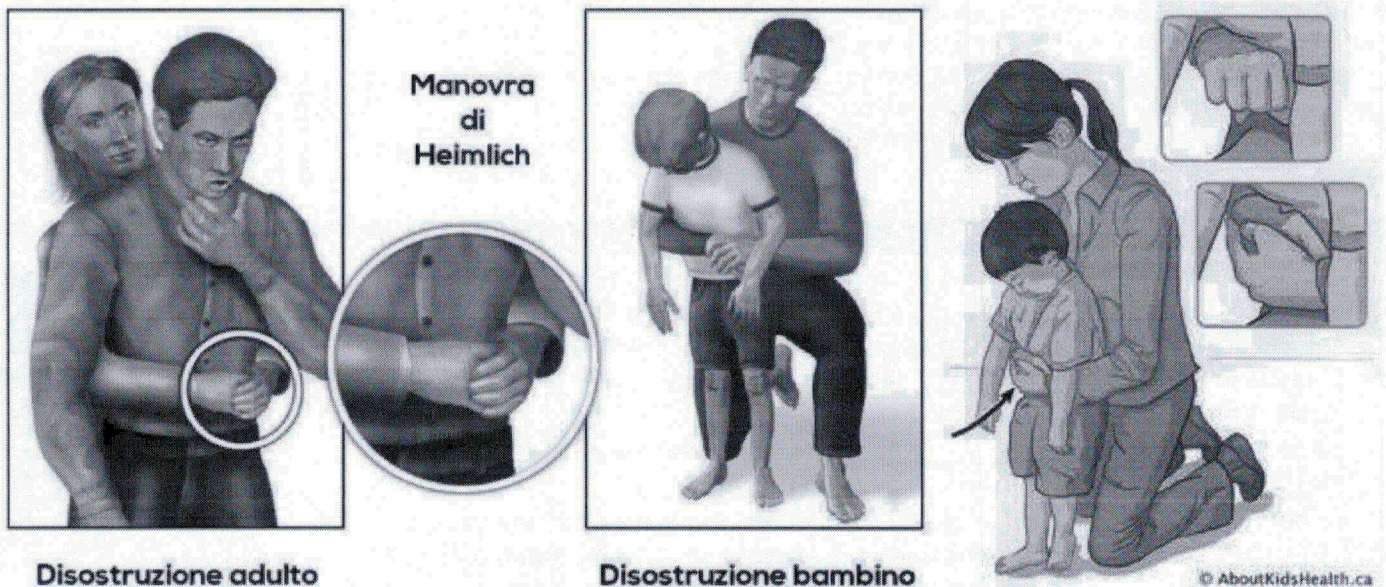 Manovra
di
Heimlich
Disostruzione adulto
Disostruzione bambino
© AboutKidsHealth.ca